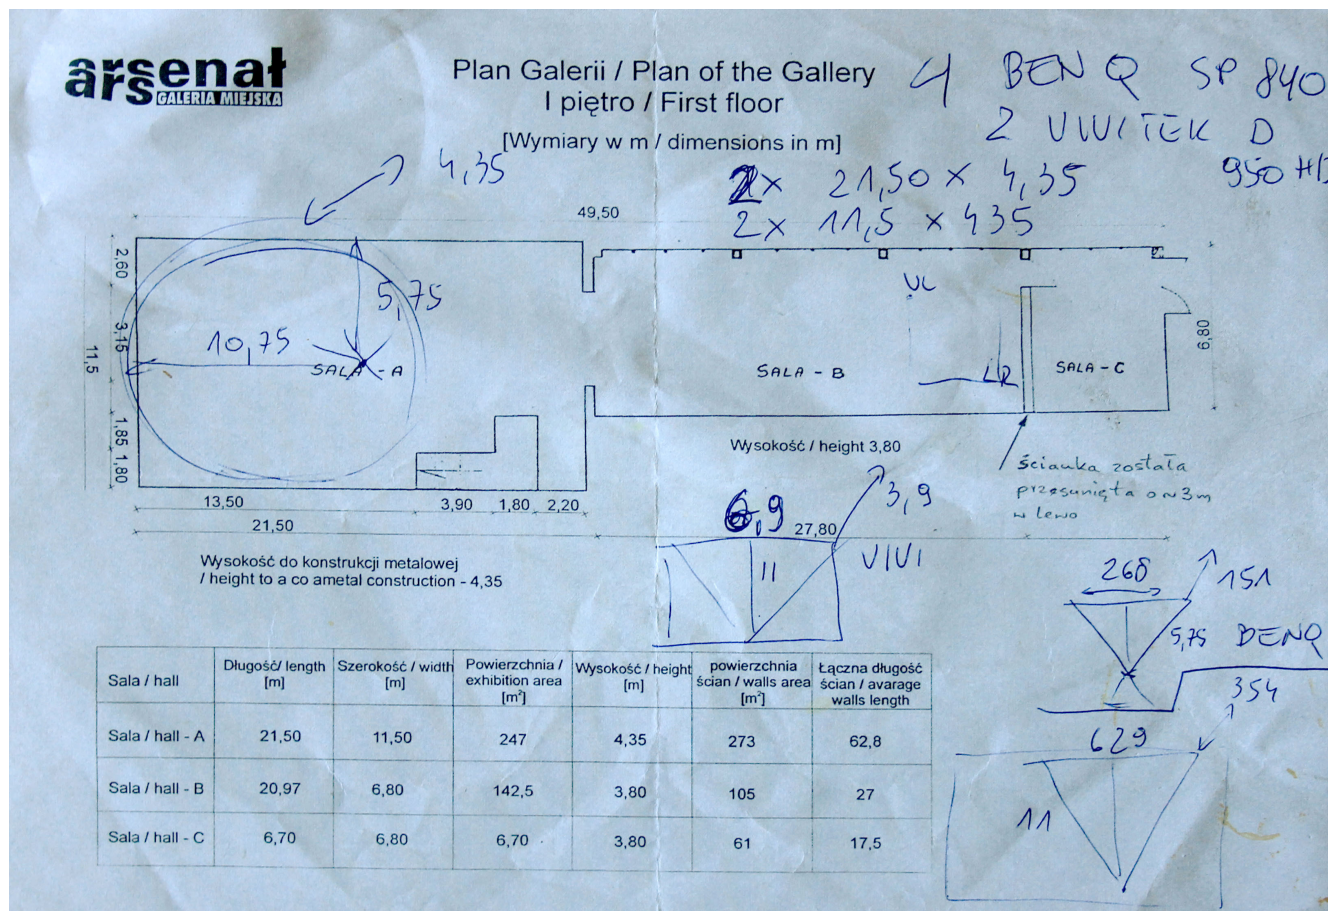 arsenał
GALERIA MIEJSKA
Plan Galerii / Plan of the Gallery
I piętro / First floor
[Wymiary w m / dimensions in m]
4 BENQ SP 840
2 VIVITEK D
950 HD
4,35
2x 21,50 x 4,35
2x 11,5 x 435
49,50
2,60
3,15
11,5
1,85
1,80
5,75
10,75
SALA - A
UL
LR
SALA - B
SALA - C
6,80
Wysokość / height 3,80
ścianka została
przesunięta o ~ 3m
w lewo
13,50
3,90
1,80
2,20
21,50
27,80
6,9
3,9
VIVI
11
Wysokość do konstrukcji metalowej
/ height to a co ametal construction - 4,35
268
151
5,75
BENQ
354
629
11
Sala / hall
Długość/ length [m]
Szerokość / width [m]
Powierzchnia / exhibition area [m²]
Wysokość / height [m]
powierzchnia ścian / walls area [m²]
Łączna długość ścian / avarage walls length
Sala / hall - A 21,50 11,50 247 4,35 273 62,8
Sala / hall - B 20,97 6,80 142,5 3,80 105 27
Sala / hall - C 6,70 6,80 6,70 3,80 61 17,5